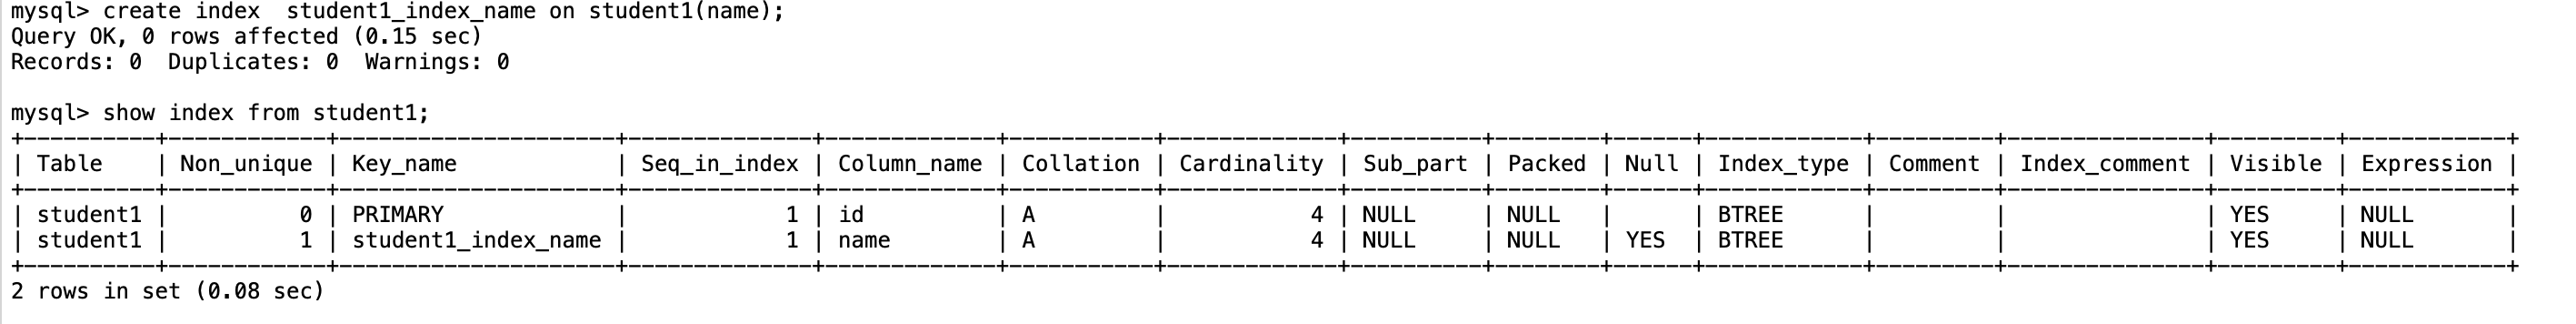 mysql> create index  student1_index_name on student1(name);
Query OK, 0 rows affected (0.15 sec)
Records: 0  Duplicates: 0  Warnings: 0

mysql> show index from student1;
+----------+------------+---------------------+--------------+-------------+-----------+-------------+----------+--------+------+------------+---------+---------------+---------+------------+
| Table    | Non_unique | Key_name            | Seq_in_index | Column_name | Collation | Cardinality | Sub_part | Packed | Null | Index_type | Comment | Index_comment | Visible | Expression |
+----------+------------+---------------------+--------------+-------------+-----------+-------------+----------+--------+------+------------+---------+---------------+---------+------------+
| student1 |          0 | PRIMARY             |            1 | id          | A         |           4 | NULL     | NULL   |      | BTREE      |         |               | YES     | NULL       |
| student1 |          1 | student1_index_name |            1 | name        | A         |           4 | NULL     | NULL   | YES  | BTREE      |         |               | YES     | NULL       |
+----------+------------+---------------------+--------------+-------------+-----------+-------------+----------+--------+------+------------+---------+---------------+---------+------------+
2 rows in set (0.08 sec)